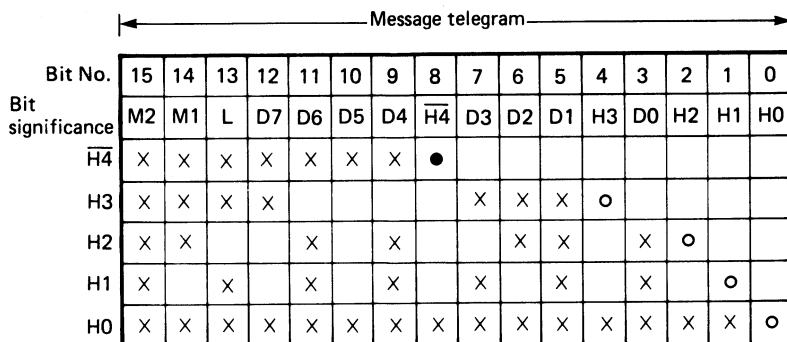 Message telegram
Bit No. 15 14 13 12 11 10 9 8 7 6 5 4 3 2 1 0
Bit
significance M2 M1 L D7 D6 D5 D4 H̅4̅ D3 D2 D1 H3 D0 H2 H1 H0
H̅4̅ × × × × × × × ●
H3 × × × × × × × ○
H2 × × × × × × × ○
H1 × × × × × × × ○
H0 × × × × × × × × × × × × × × × ○